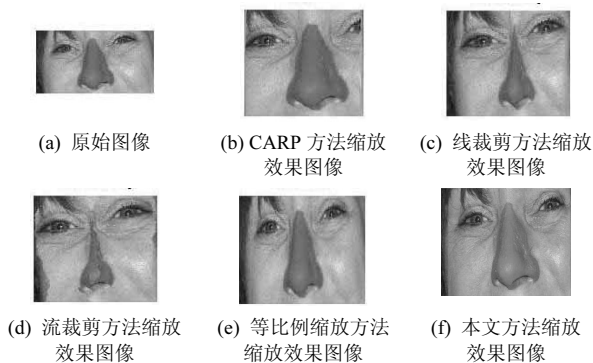 (a) 原始图像
(b) CARP 方法缩放
效果图像
(c) 线裁剪方法缩放
效果图像
(d) 流裁剪方法缩放
效果图像
(e) 等比例缩放方法
缩放效果图像
(f) 本文方法缩放
效果图像